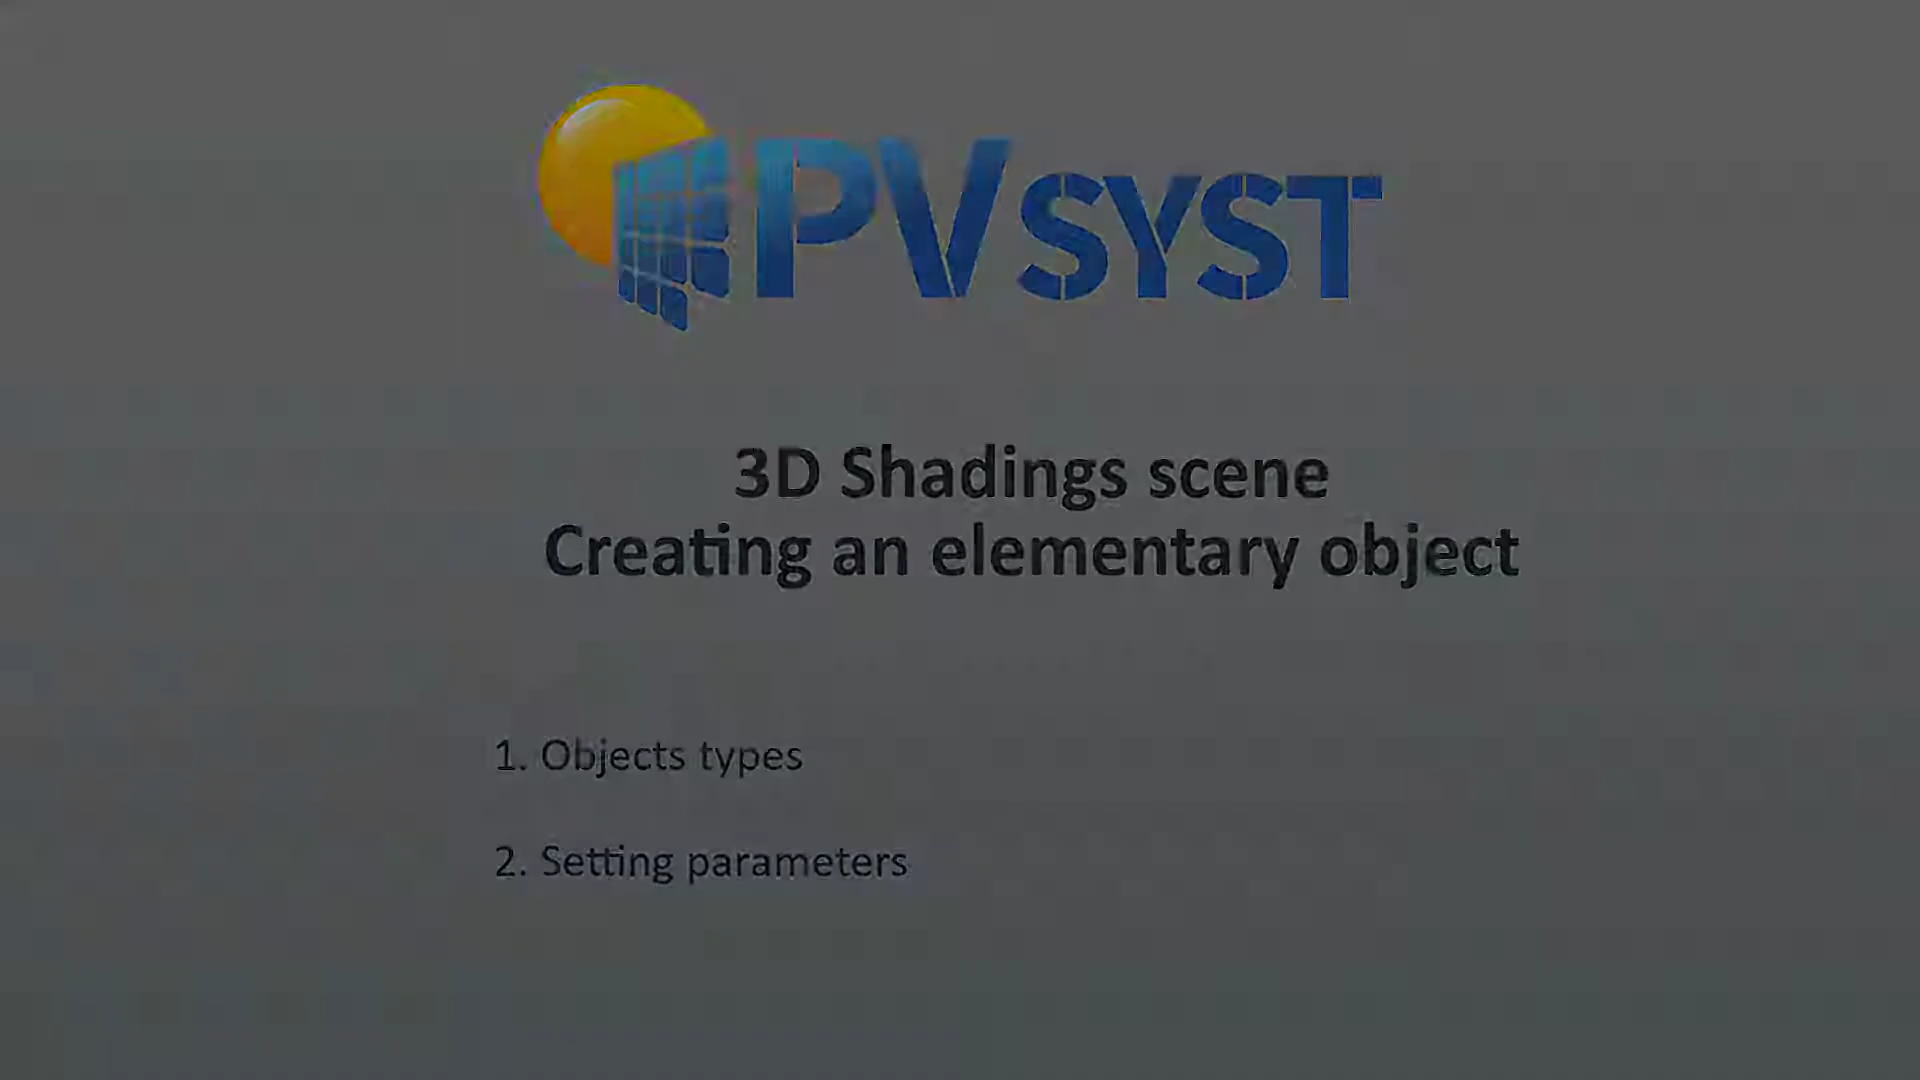 PVSYST
3D Shadings scene
Creating an elementary object
1. Objects types
2. Setting parameters